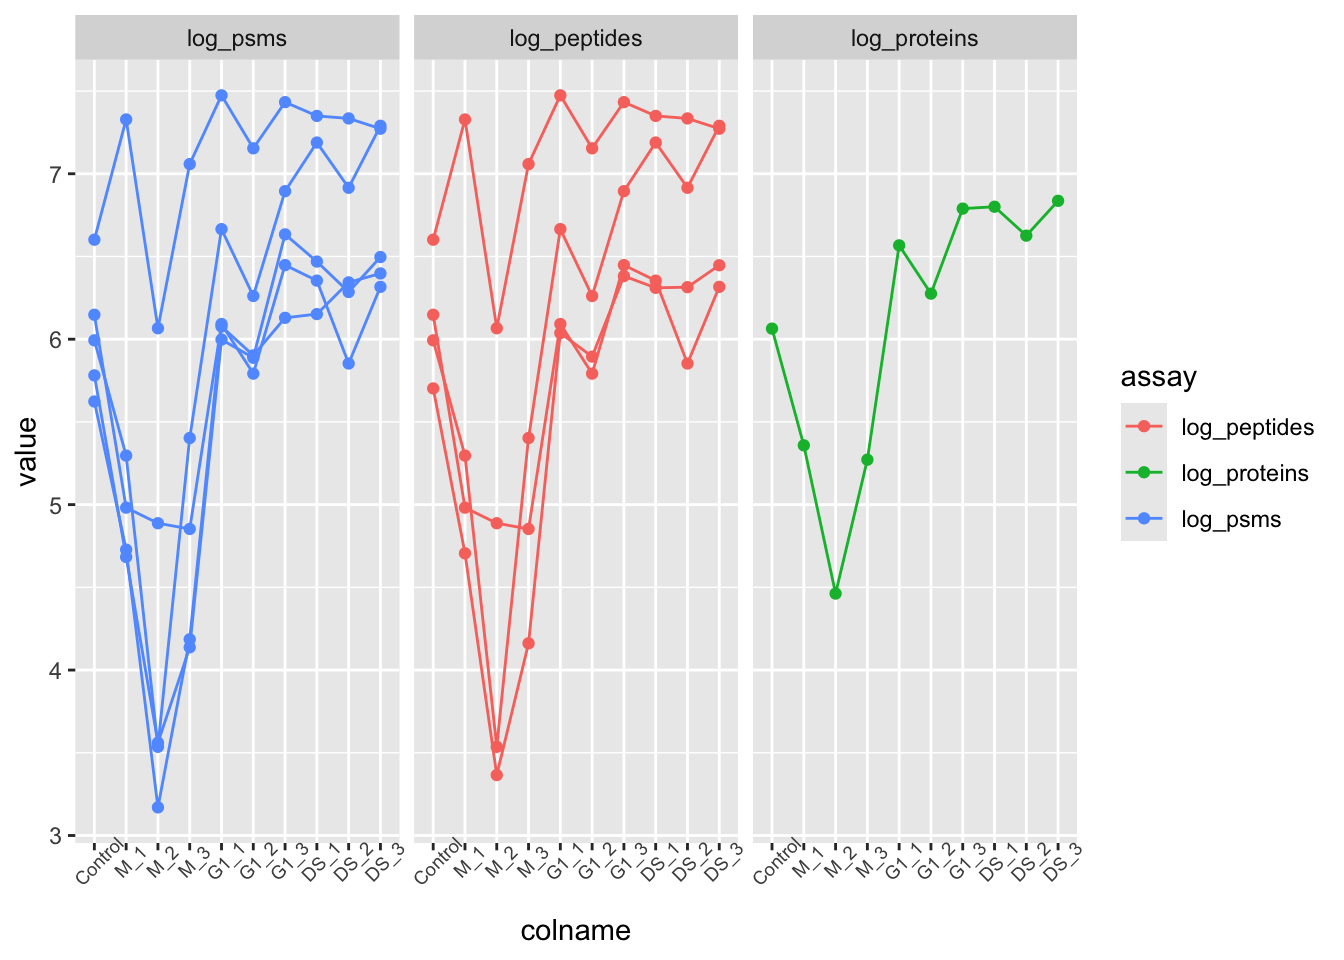 log_psms log_peptides log_proteins
7
6
5
4
3
value
Control M_1 M_2 M_3 G1_1 G1_2 G1_3 DS_1 DS_2 DS_3
Control M_1 M_2 M_3 G1_1 G1_2 G1_3 DS_1 DS_2 DS_3
Control M_1 M_2 M_3 G1_1 G1_2 G1_3 DS_1 DS_2 DS_3
colname
assay
log_peptides
log_proteins
log_psms